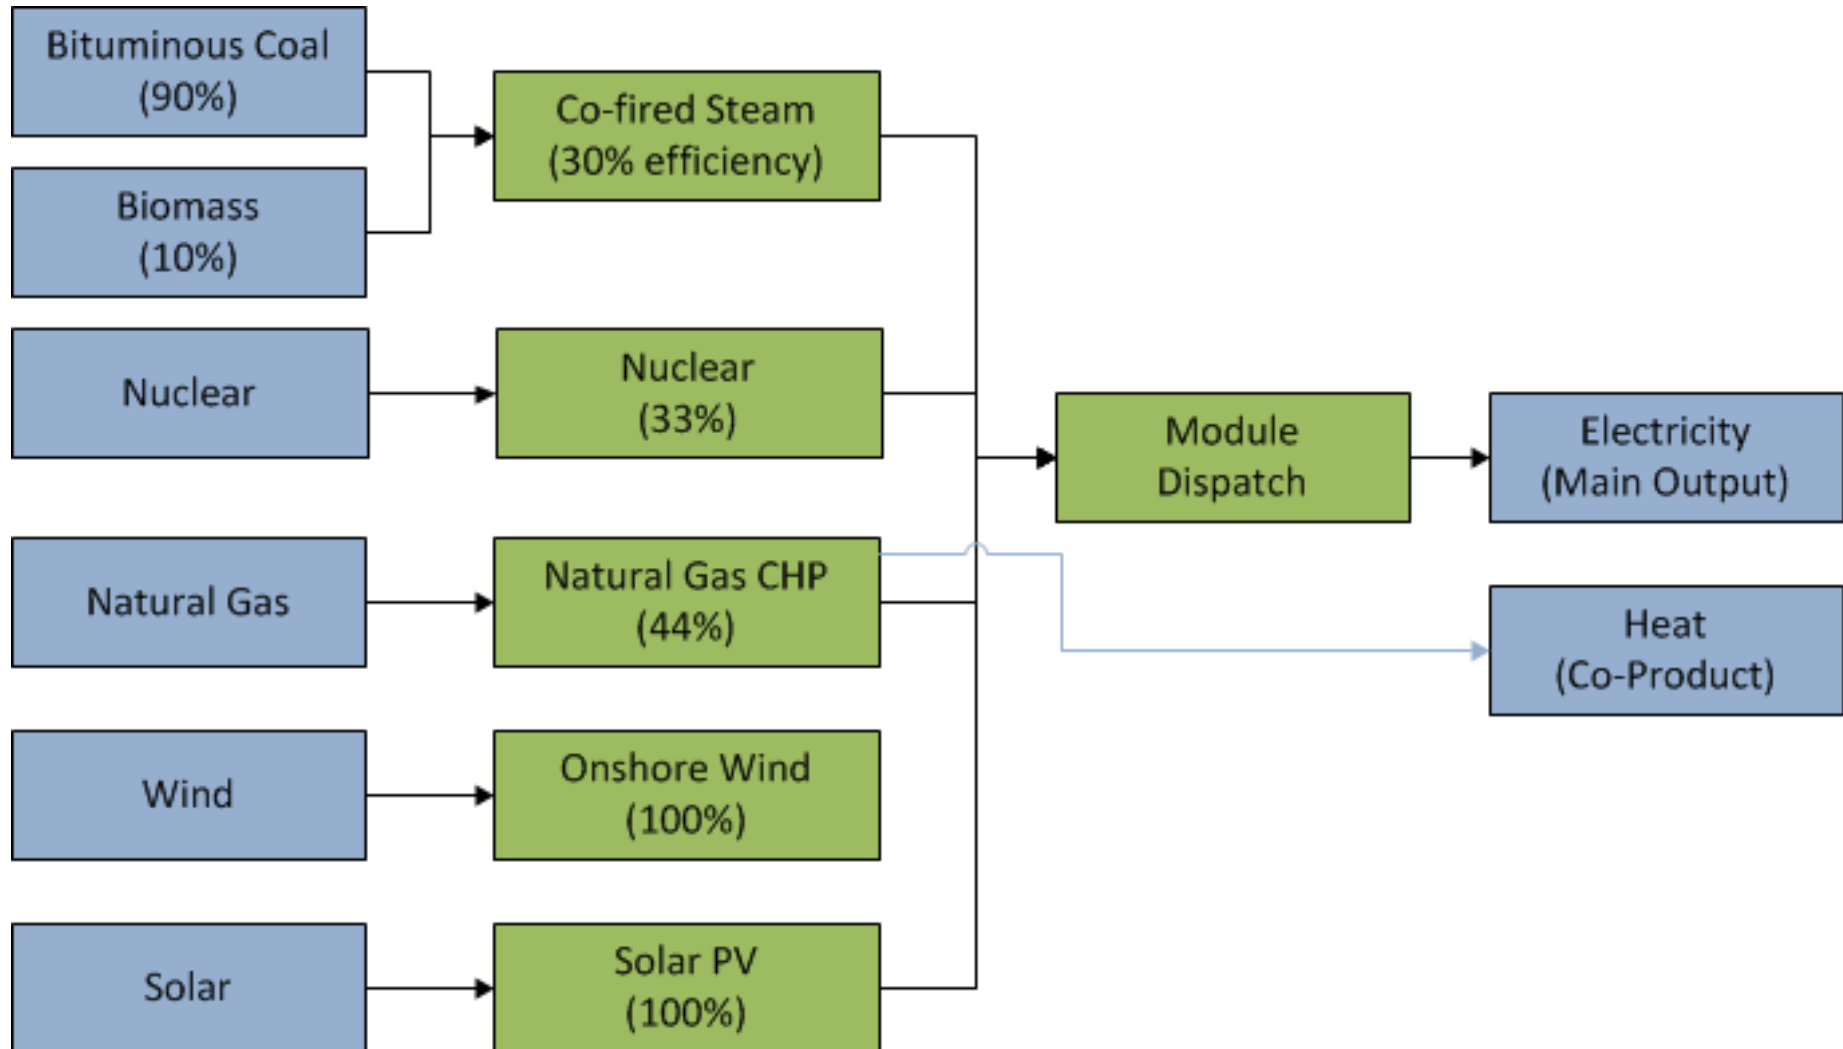 Bituminous Coal
(90%)
Biomass
(10%)
Co-fired Steam
(30% efficiency)
Nuclear
Nuclear
(33%)
Module
Dispatch
Electricity
(Main Output)
Natural Gas
Natural Gas CHP
(44%)
Heat
(Co-Product)
Wind
Onshore Wind
(100%)
Solar
Solar PV
(100%)